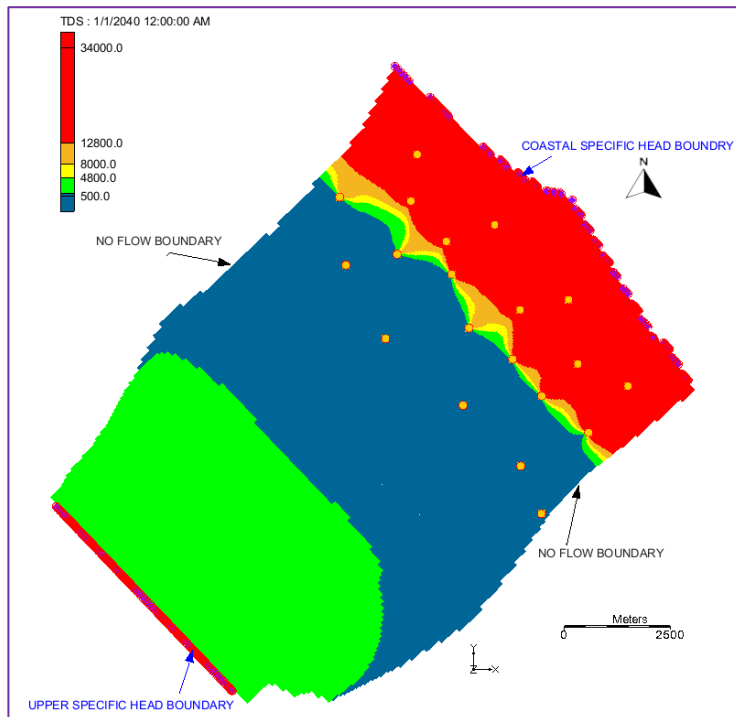 TDS : 1/1/2040 12:00:00 AM
34000.0
12800.0
8000.0
4800.0
500.0
COASTAL SPECIFIC HEAD BOUNDRY
N
NO FLOW BOUNDARY
NO FLOW BOUNDARY
Meters
0 2500
Y
Z X
UPPER SPECIFIC HEAD BOUNDARY